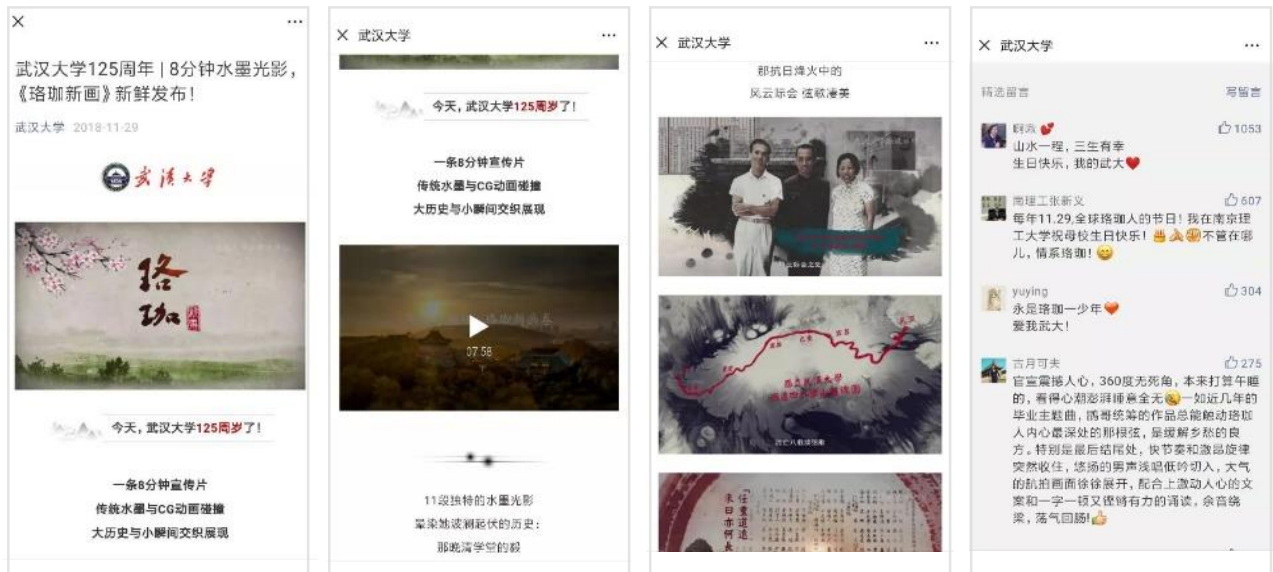 武汉大学125周年 | 8分钟水墨光影，
《珞珈新画》新鲜发布！
武汉大学 2018-11-29
武汉大学
珞
珈
今天，武汉大学125周岁了！
一条8分钟宣传片
传统水墨与CG动画碰撞
大历史与小瞬间交织展现
武汉大学
今天，武汉大学125周岁了！
一条8分钟宣传片
传统水墨与CG动画碰撞
大历史与小瞬间交织展现
07:58
11段独特的水墨光影
晕染她波澜起伏的历史：
那晚清学堂的毅
武汉大学
那抗日烽火中的
风云际会 弦歌凄美
武汉大学
精选留言
写留言
1053
山水一程，三生有幸
生日快乐，我的武大❤️
南理工张新义
607
每年11.29,全球珞珈人的节日！我在南京理
工大学祝母校生日快乐！不管在哪
儿，情系珞珈！
yuying
304
永是珞珈一少年❤️
爱我武大！
古月可夫
275
官宣震撼人心，360度无死角，本来打算午睡
的，看得心潮澎湃睡意全无一如近几年的
毕业主题曲，鹏哥统筹的作品总能触动珞珈
人内心最深处的那根弦，是缓解乡愁的良
方。特别是最后结尾处，快节奏和激昂旋律
突然收住，悠扬的男声浅唱低吟切入，大气
的航拍画面徐徐展开，配合上激动人心的文
案和一字一顿又铿锵有力的诵读，余音绕
梁，荡气回肠!👍